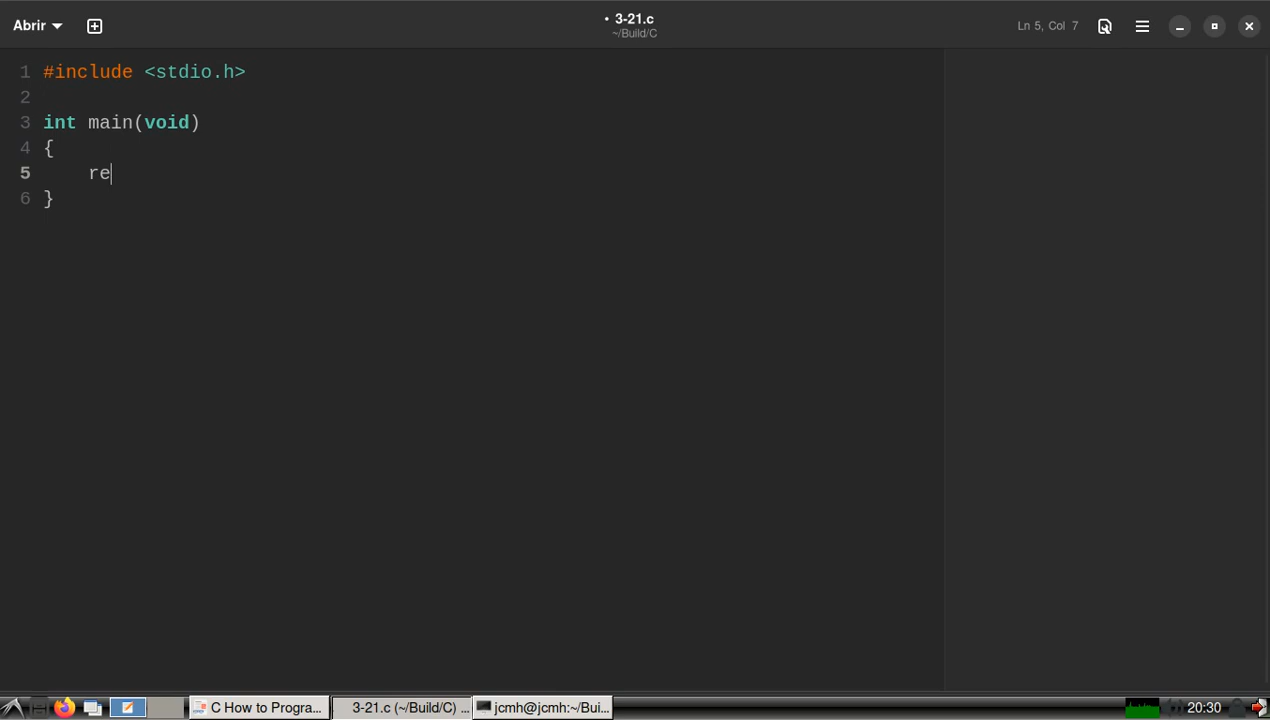 Abrir
• 3-21.c
~/Build/C
Ln 5, Col 7
1 #include <stdio.h>
2
3 int main(void)
4 {
5     re
6 }
C How to Progra...
3-21.c (~/Build/C) ...
jcmh@jcmh:~/Bui...
20:30